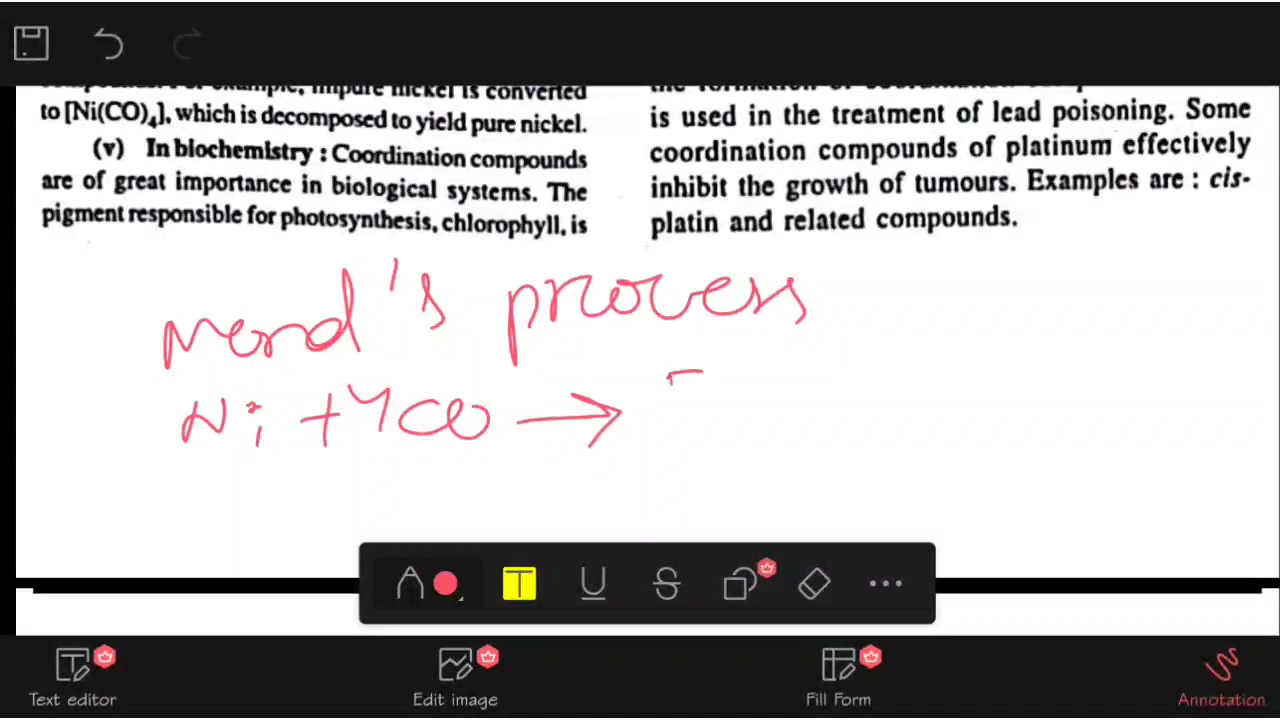 to [Ni(CO)4], which is decomposed to yield pure nickel.
(v) In biochemistry : Coordination compounds
are of great importance in biological systems. The
pigment responsible for photosynthesis, chlorophyll, is
is used in the treatment of lead poisoning. Some
coordination compounds of platinum effectively
inhibit the growth of tumours. Examples are : cis-
platin and related compounds.
Mond's process
Ni + 4CO → [
T U S
Text editor
Edit image
Fill Form
Annotation